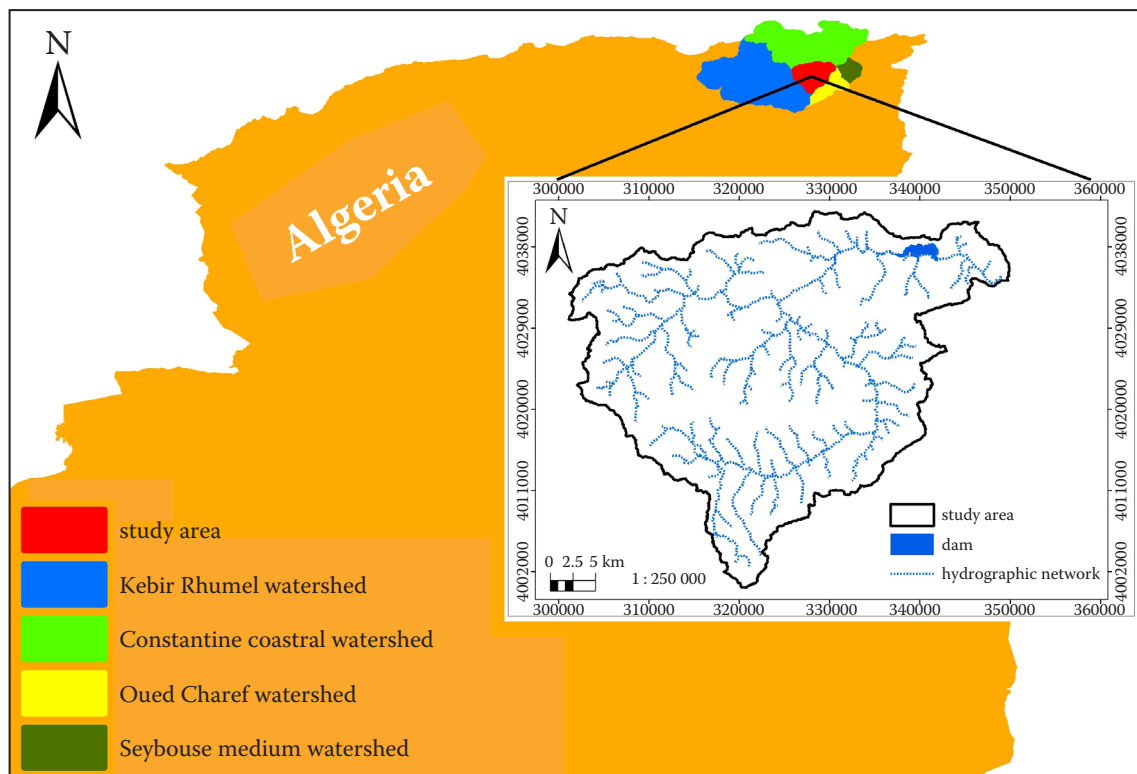 N
Algeria
300000 310000 320000 330000 340000 350000 360000
N
4038000 4038000
4029000 4029000
4020000 4020000
4011000 4011000
4002000 4002000
study area
dam
hydrographic network
0 2.5 5 km
1 : 250 000
300000 310000 320000 330000 340000 350000 360000
study area
Kebir Rhumel watershed
Constantine coastral watershed
Oued Charef watershed
Seybouse medium watershed